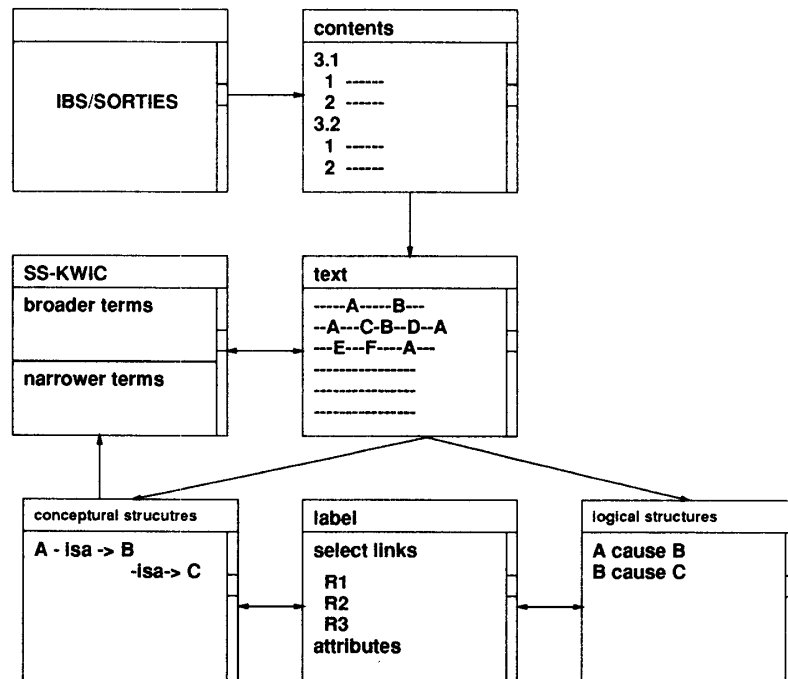 IBS/SORTIES
contents
3.1
1 ------
2 ------
3.2
1 ------
2 ------
SS-KWIC
broader terms
narrower terms
text
-----A-----B---
--A---C-B--D--A
---E---F----A---
----------------
----------------
----------------
conceptural strucutres
A - isa -> B
-isa-> C
label
select links
R1
R2
R3
attributes
logical structures
A cause B
B cause C